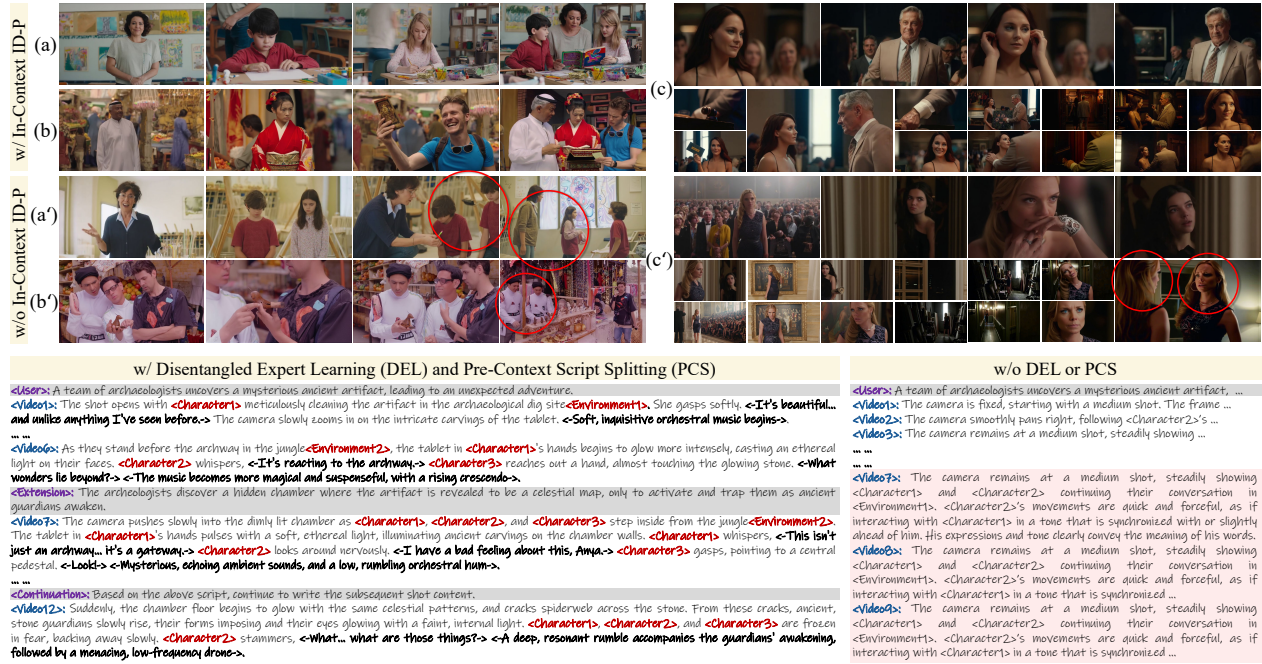 w/ In-Context ID-P
(a)
(b)
w/o In-Context ID-P
(a‘)
(b‘)
(c)
(c‘)
w/ Disentangled Expert Learning (DEL) and Pre-Context Script Splitting (PCS)
<User>: A team of archaeologists uncovers a mysterious ancient artifact, leading to an unexpected adventure.
<Video1>: The shot opens with <Character1> meticulously cleaning the artifact in the archaeological dig site<Environment1>. She gasps softly. <-It's beautiful...
and unlike anything I've seen before.-> The camera slowly zooms in on the intricate carvings of the tablet. <-Soft, inquisitive orchestral music begins->.
... ...
<Video6>: As they stand before the archway in the jungle<Environment2>, the tablet in <Character1>'s hands begins to glow more intensely, casting an ethereal
light on their faces. <Character2> whispers, <-It's reacting to the archway.-> <Character3> reaches out a hand, almost touching the glowing stone. <-What
wonders lie beyond?-> <-The music becomes more magical and suspenseful, with a rising crescendo->.
<Extension>: The archeologists discover a hidden chamber where the artifact is revealed to be a celestial map, only to activate and trap them as ancient
guardians awaken.
<Video7>: The camera pushes slowly into the dimly lit chamber as <Character1>, <Character2>, and <Character3> step inside from the jungle<Environment2>.
The tablet in <Character1>'s hands pulses with a soft, ethereal light, illuminating ancient carvings on the chamber walls. <Character1> whispers, <-This isn't
just an archway... it's a gateway.-> <Character2> looks around nervously. <-I have a bad feeling about this, Anya.-> <Character3> gasps, pointing to a central
pedestal. <-Look!-> <-Mysterious, echoing ambient sounds, and a low, rumbling orchestral hum->.
... ...
<Continuation>: Based on the above script, continue to write the subsequent shot content.
<Video12>: Suddenly, the chamber floor begins to glow with the same celestial patterns, and cracks spiderweb across the stone. From these cracks, ancient,
stone guardians slowly rise, their forms imposing and their eyes glowing with a faint, internal light. <Character1>, <Character2>, and <Character3> are frozen
in fear, backing away slowly. <Character2> stammers, <-What... what are those things?-> <-A deep, resonant rumble accompanies the guardians' awakening,
followed by a menacing, low-frequency drone->.
w/o DEL or PCS
<User>: A team of archaeologists uncovers a mysterious ancient artifact, ...
<Video1>: The camera is fixed, starting with a medium shot. The frame ...
<Video2>: The camera smoothly pans right, following <Character2>'s ...
<Video3>: The camera remains at a medium shot, steadily showing ...
... ...
... ...
<Video7>: The camera remains at a medium shot, steadily showing
<Character1> and <Character2> continuing their conversation in
<Environment1>. <Character2>'s movements are quick and forceful, as if
interacting with <Character1> in a tone that is synchronized with or slightly
ahead of him. His expressions and tone clearly convey the meaning of his words.
<Video8>: The camera remains at a medium shot, steadily showing
<Character1> and <Character2> continuing their conversation in
<Environment1>. <Character2>'s movements are quick and forceful, as if
interacting with <Character1> in a tone that is synchronized ...
<Video9>: The camera remains at a medium shot, steadily showing
<Character1> and <Character2> continuing their conversation in
<Environment1>. <Character2>'s movements are quick and forceful, as if
interacting with <Character1> in a tone that is synchronized ...